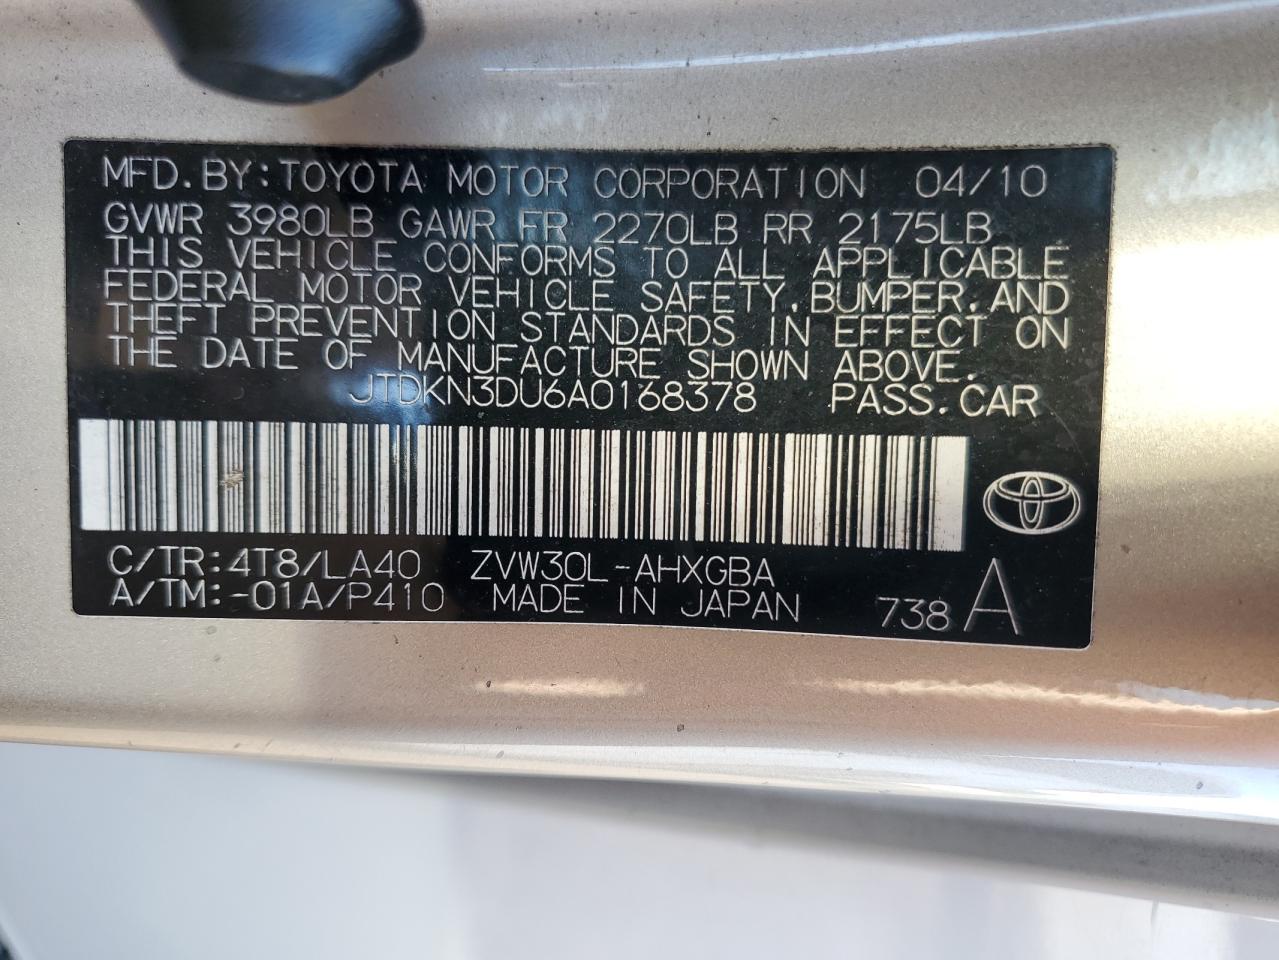 MFD. BY: TOYOTA MOTOR CORPORATION 04/10
GVWR 3980LB GAWR FR 2270LB RR 2175LB
THIS VEHICLE CONFORMS TO ALL APPLICABLE
FEDERAL MOTOR VEHICLE SAFETY, BUMPER, AND
THEFT PREVENTION STANDARDS IN EFFECT ON
THE DATE OF MANUFACTURE SHOWN ABOVE.
JTDKN3DU6A0168378 PASS. CAR
C/TR: 4T8/LA40 ZVW30L-AHXGBA
A/TM: -01A/P410 MADE IN JAPAN 738 A